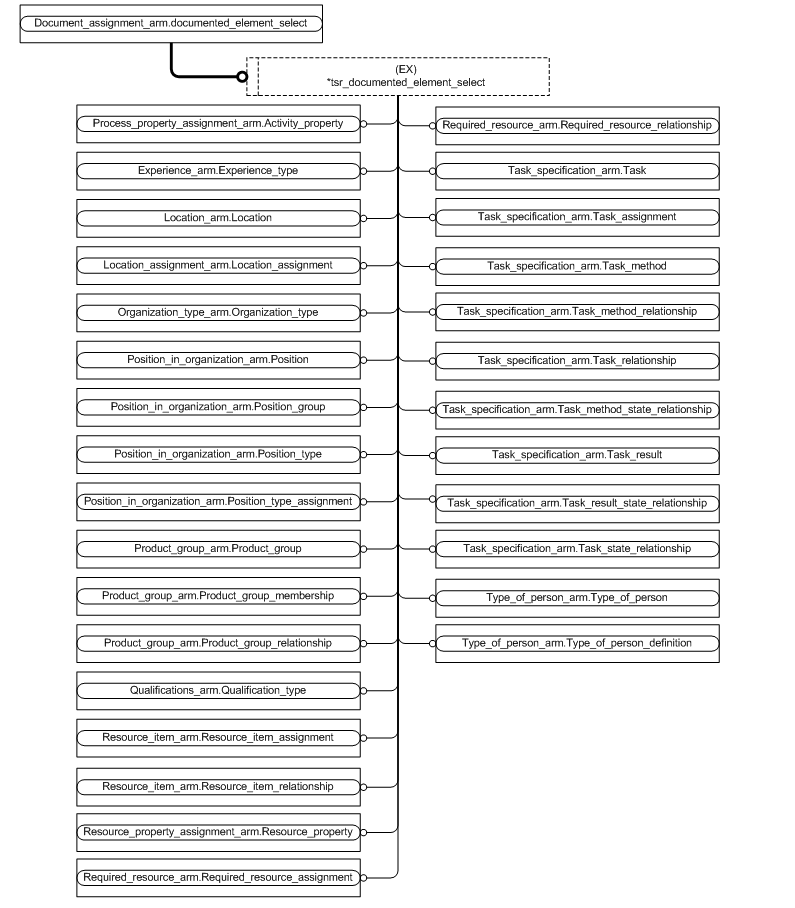 Document_assignment_arm.documented_element_select
(EX)
*tsr_documented_element_select
Process_property_assignment_arm.Activity_property
Experience_arm.Experience_type
Location_arm.Location
Location_assignment_arm.Location_assignment
Organization_type_arm.Organization_type
Position_in_organization_arm.Position
Position_in_organization_arm.Position_group
Position_in_organization_arm.Position_type
Position_in_organization_arm.Position_type_assignment
Product_group_arm.Product_group
Product_group_arm.Product_group_membership
Product_group_arm.Product_group_relationship
Qualifications_arm.Qualification_type
Resource_item_arm.Resource_item_assignment
Resource_item_arm.Resource_item_relationship
Resource_property_assignment_arm.Resource_property
Required_resource_arm.Required_resource_assignment
Required_resource_arm.Required_resource_relationship
Task_specification_arm.Task
Task_specification_arm.Task_assignment
Task_specification_arm.Task_method
Task_specification_arm.Task_method_relationship
Task_specification_arm.Task_relationship
Task_specification_arm.Task_method_state_relationship
Task_specification_arm.Task_result
Task_specification_arm.Task_result_state_relationship
Task_specification_arm.Task_state_relationship
Type_of_person_arm.Type_of_person
Type_of_person_arm.Type_of_person_definition